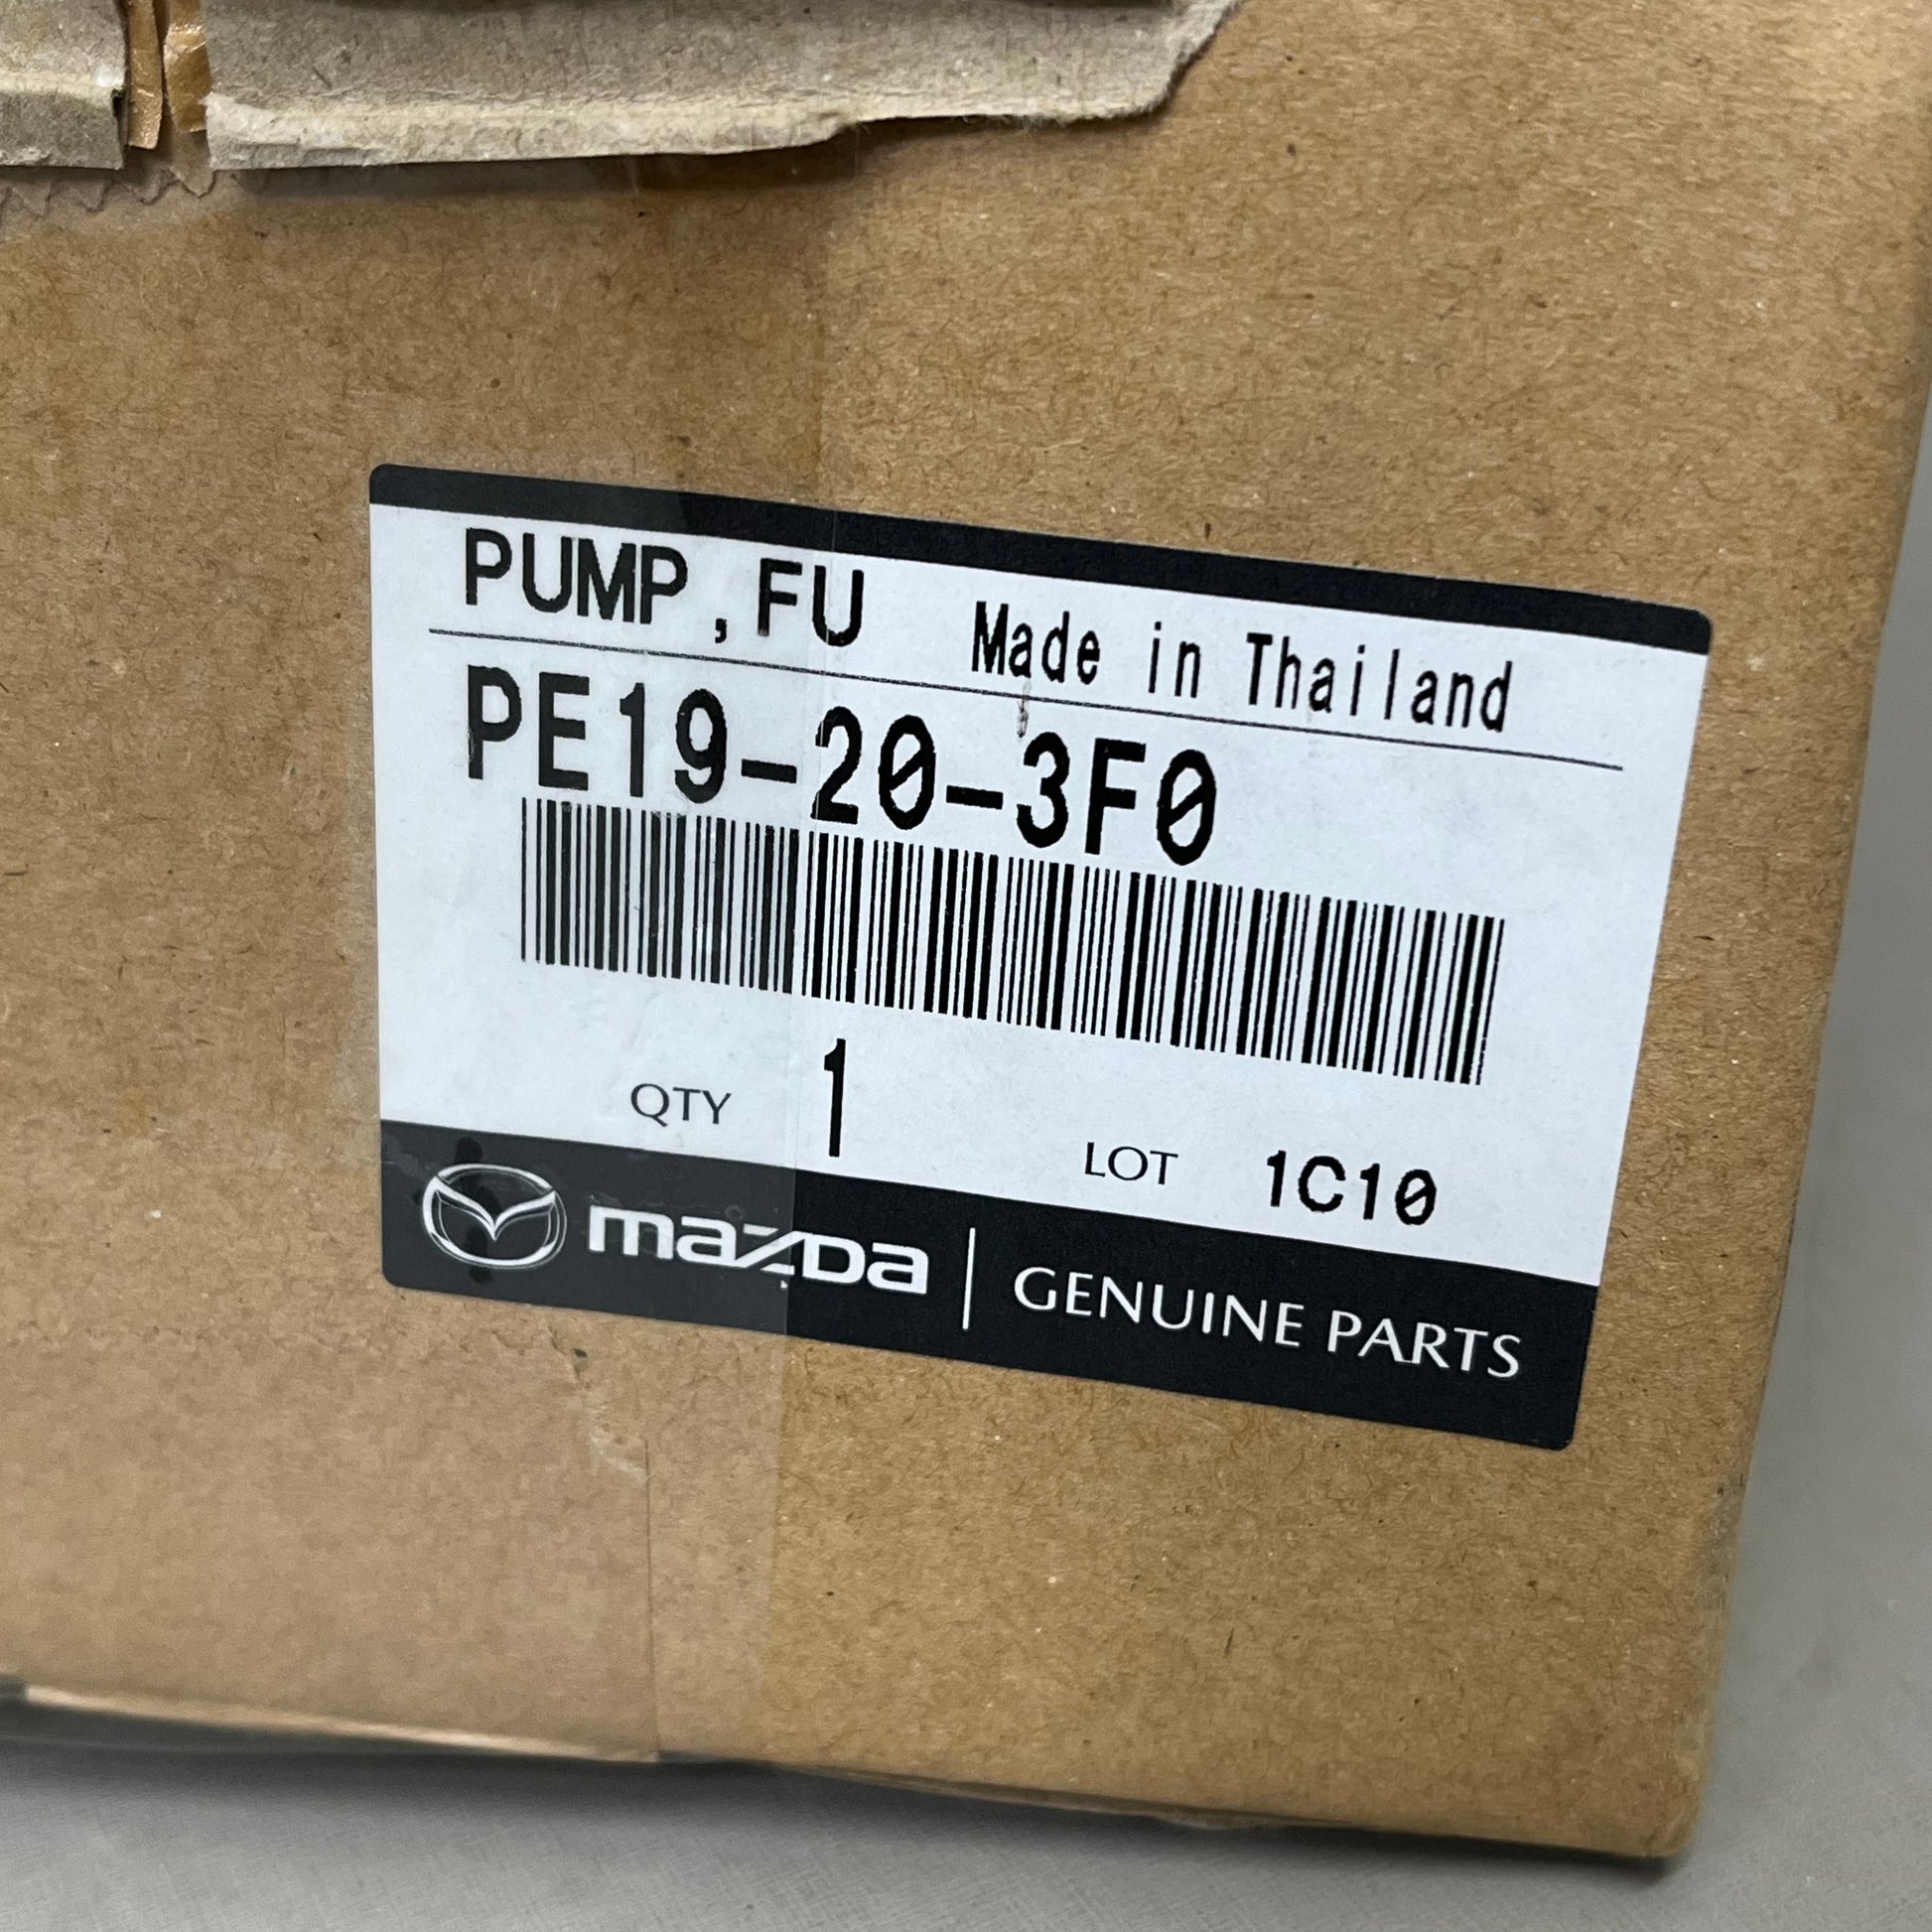 PUMP,FU Made in Thailand
PE19-20-3F0
QTY 1 LOT 1C10
mazda GENUINE PARTS